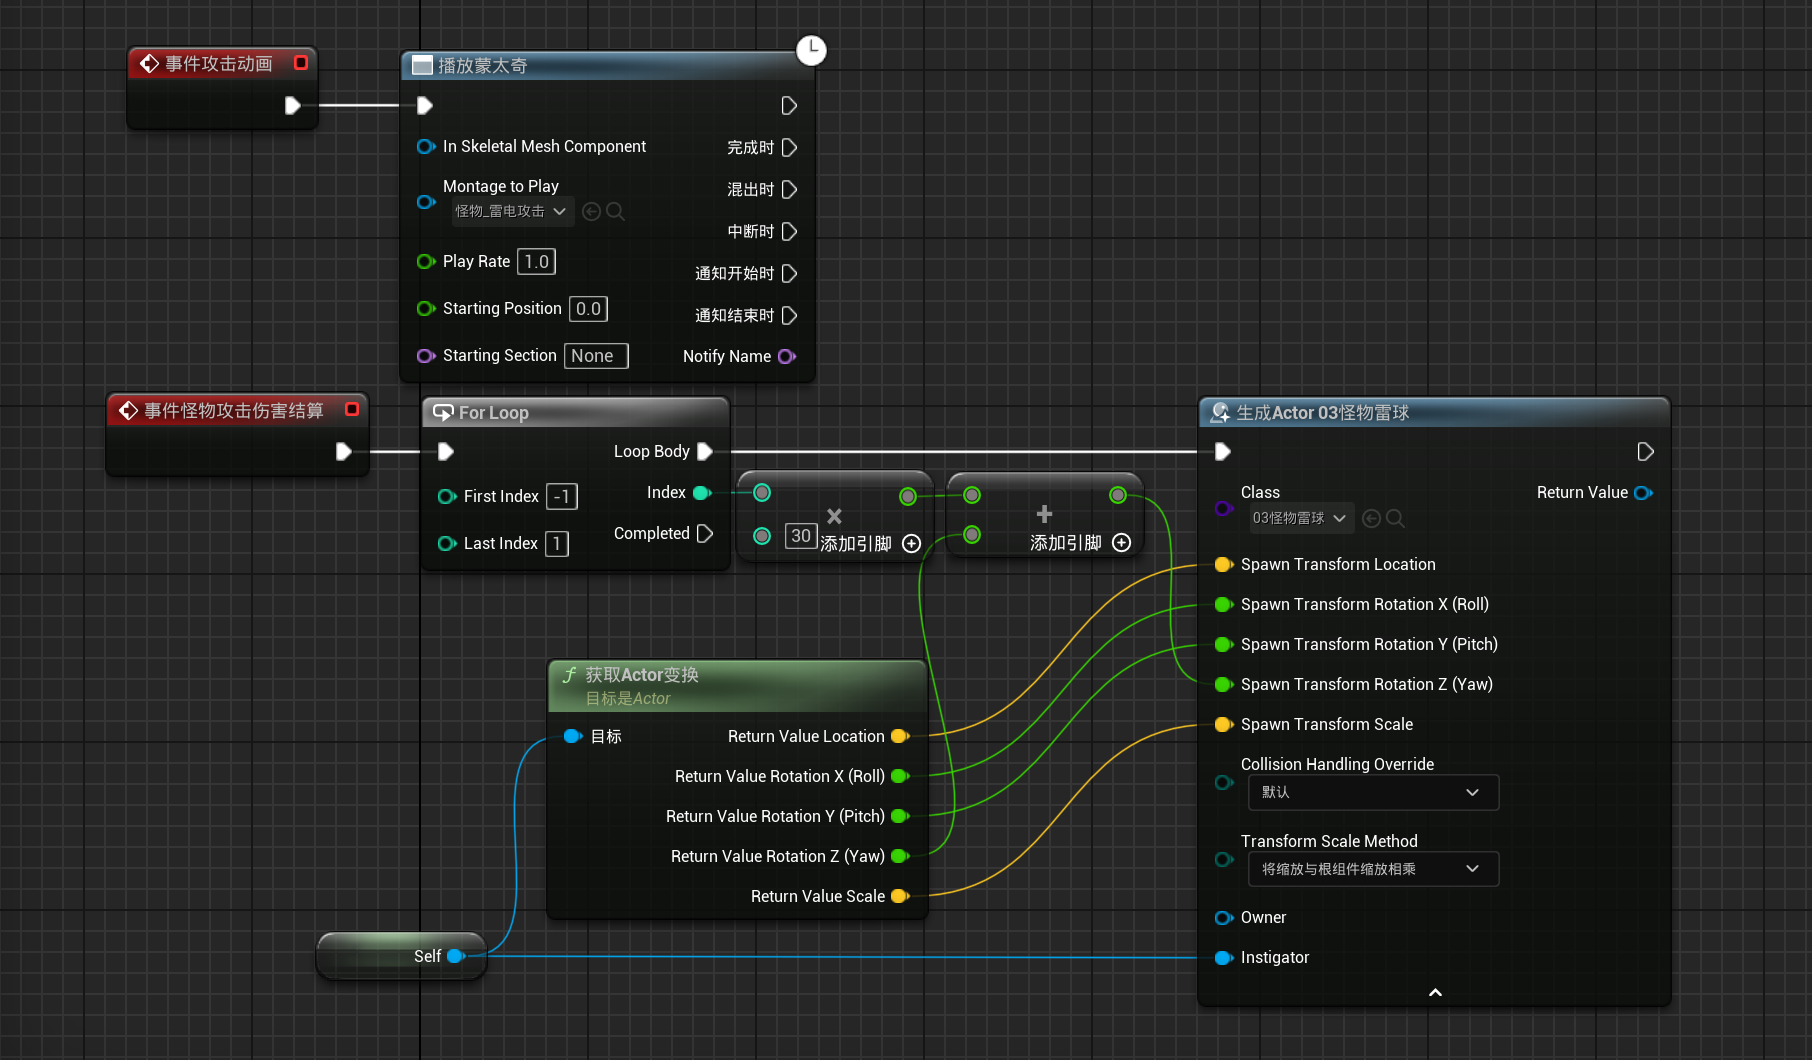 事件攻击动画
播放蒙太奇
In Skeletal Mesh Component
完成时
Montage to Play
怪物_雷电攻击
混出时
中断时
Play Rate 1.0
通知开始时
Starting Position 0.0
通知结束时
Starting Section None
Notify Name
事件怪物攻击伤害结算
For Loop
Loop Body
First Index -1
Index
Last Index 1
Completed
×
30
添加引脚
+
添加引脚
获取Actor变换
目标是Actor
目标
Return Value Location
Return Value Rotation X (Roll)
Return Value Rotation Y (Pitch)
Return Value Rotation Z (Yaw)
Return Value Scale
Self
生成Actor 03怪物雷球
Class
03怪物雷球
Return Value
Spawn Transform Location
Spawn Transform Rotation X (Roll)
Spawn Transform Rotation Y (Pitch)
Spawn Transform Rotation Z (Yaw)
Spawn Transform Scale
Collision Handling Override
默认
Transform Scale Method
将缩放与根组件缩放相乘
Owner
Instigator